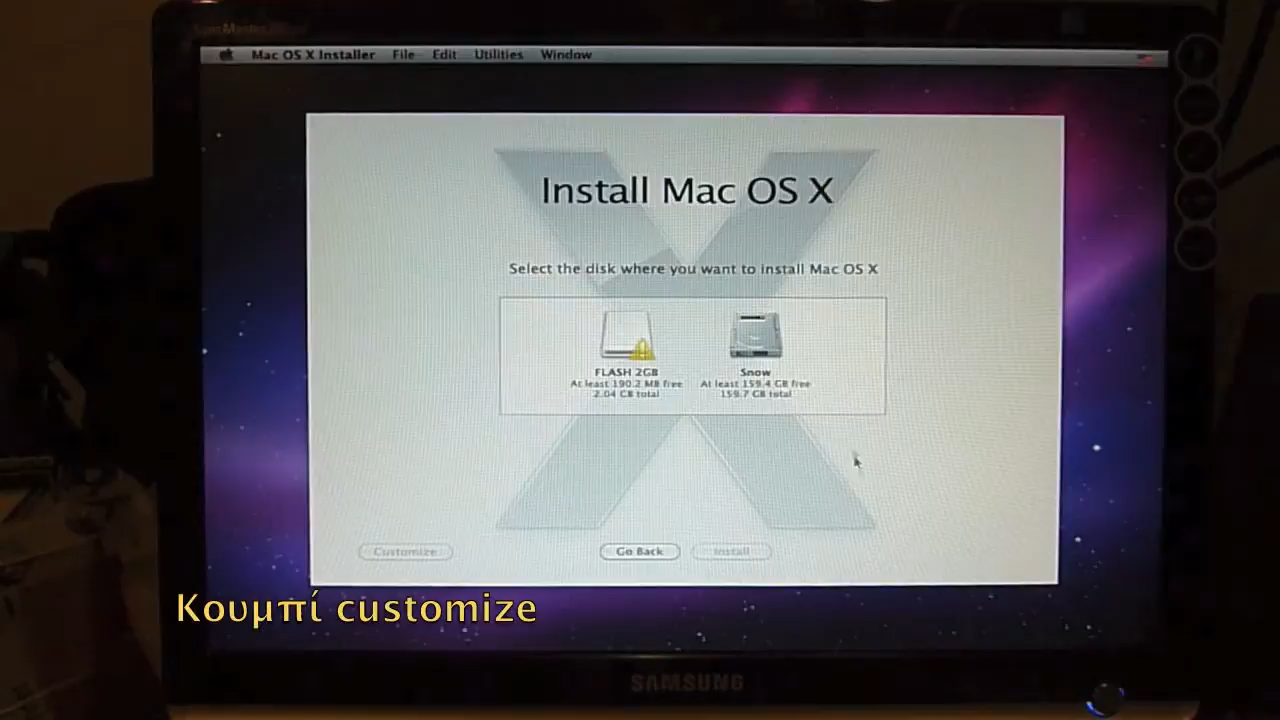 Mac OS X Installer File Edit Utilities Window
Install Mac OS X
Select the disk where you want to install Mac OS X
FLASH 2GB
At least 190.2 MB free
2.04 GB total
Snow
At least 159.4 GB free
159.7 GB total
Customize
Go Back
Install
Κουμπί customize
SAMSUNG